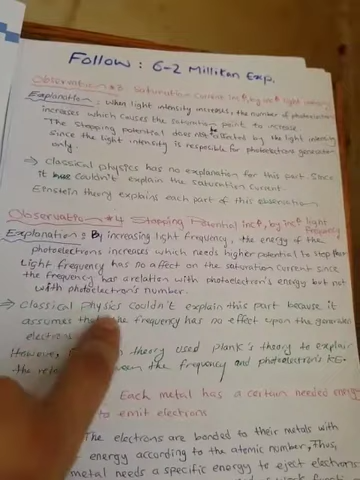 Follow : 6-2 Millikan Exp.
Observation #3 Saturation Current inc↑, by inc↑ light intensity
Explanation : when light intensity increases, the number of photoelectrons
increases which causes the saturation point to increase.
The stopping potential does not affected by the light intensity
since the light intensity is resposible for photoelectrons generation
only.
⇒ classical physics has no explanation for this part. Since
it couldn't explain the saturation curant.
Einstein theory explains each part of this observation
Observation #4 Stopping Potential inc↑, by inc↑ light Frequency
Explanation : By increasing light frequency, the energy of the
photoelectrons increases which needs higher potential to stop
Light frequency has no affect on the saturation Current since
the frequency has a relation with photoelectron's energy but not
with photoelectron's number.
⇒ classical physics couldn't explain this part because it
assumes the frequency has no effect upon the generated
electrons
However, theory used plank's theory to explain
the between the frequency and photoelectron's KE.
Each metal has a certain needed energy
to emit electrons
The electrons are bonded to their metals with
energy according to the atomic number, Thus,
metal needs a specific enorgy to eject electrons